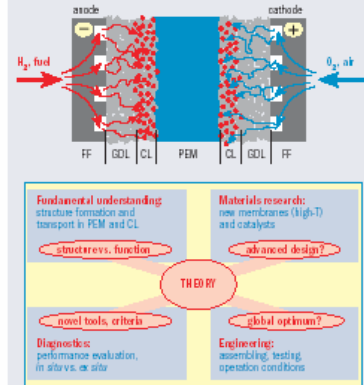 anode
cathode
−
+
H2, fuel
O2, air
FF
GDL
CL
PEM
CL
GDL
FF
Fundamental understanding:
structure formation and
transport in PEM and CL
structure vs. function
Materials research:
new membranes (high-T)
and catalysts
advanced design?
THEORY
novel tools, criteria
Diagnostics:
performance evaluation,
in situ vs. ex situ
global optimum?
Engineering:
assembling, testing,
operation conditions